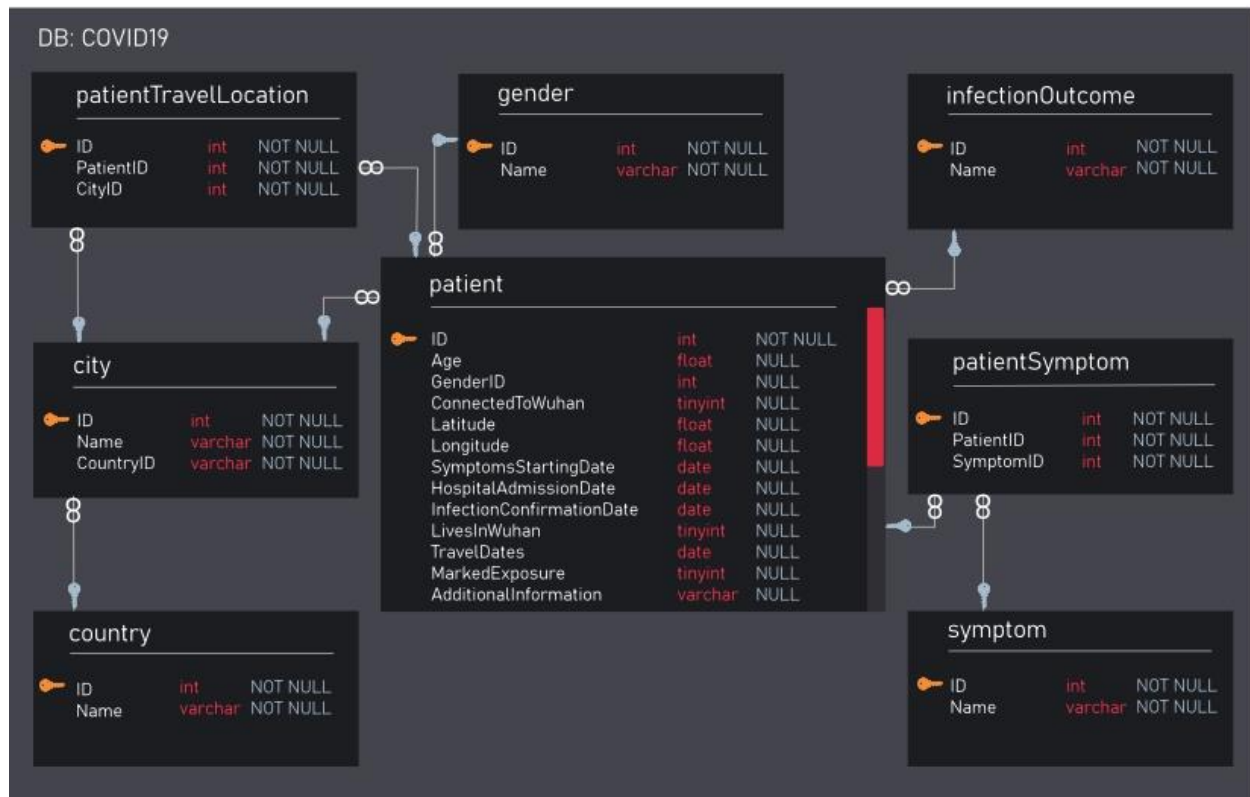 DB: COVID19
patientTravelLocation
ID int NOT NULL
PatientID int NOT NULL
CityID int NOT NULL
gender
ID int NOT NULL
Name varchar NOT NULL
infectionOutcome
ID int NOT NULL
Name varchar NOT NULL
patient
ID int NOT NULL
Age float NULL
GenderID int NULL
ConnectedToWuhan tinyint NULL
Latitude float NULL
Longitude float NULL
SymptomsStartingDate date NULL
HospitalAdmissionDate date NULL
InfectionConfirmationDate date NULL
LivesInWuhan tinyint NULL
TravelDates date NULL
MarkedExposure tinyint NULL
AdditionalInformation varchar NULL
city
ID int NOT NULL
Name varchar NOT NULL
CountryID varchar NOT NULL
patientSymptom
ID int NOT NULL
PatientID int NOT NULL
SymptomID int NOT NULL
country
ID int NOT NULL
Name varchar NOT NULL
symptom
ID int NOT NULL
Name varchar NOT NULL